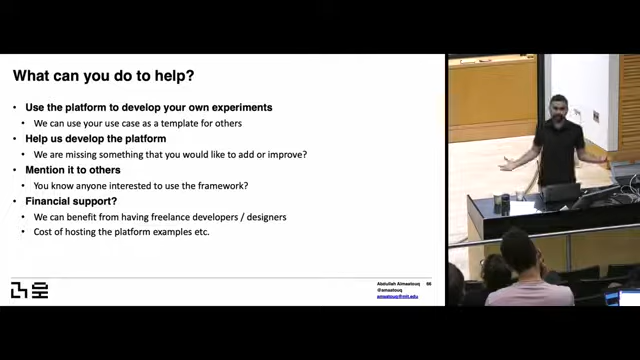 What can you do to help?
• Use the platform to develop your own experiments
• We can use your use case as a template for others
• Help us develop the platform
• We are missing something that you would like to add or improve?
• Mention it to others
• You know anyone interested to use the framework?
• Financial support?
• We can benefit from having freelance developers / designers
• Cost of hosting the platform examples etc.
Abdullah Almaatouq 66
@amaatouq
amaatouq@mit.edu